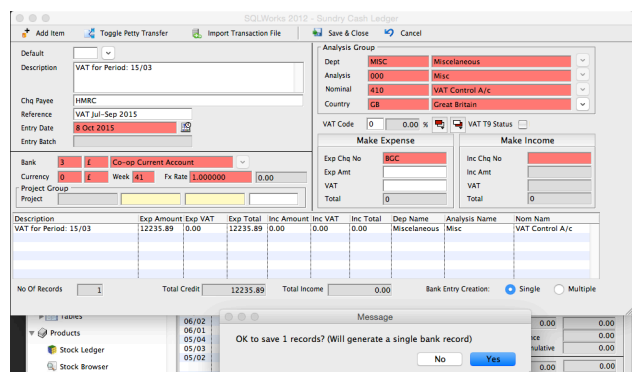 SQLWorks 2012 - Sundry Cash Ledger
Add Item Toggle Petty Transfer Import Transaction File Save & Close Cancel
Default
Description VAT for Period: 15/03
Chq Payee HMRC
Reference VAT Jul-Sep 2015
Entry Date 8 Oct 2015
Entry Batch
Analysis Group
Dept MISC Miscelaneous
Analysis 000 Misc
Nominal 410 VAT Control A/c
Country GB Great Britain
VAT Code 0 0.00 % VAT T9 Status
Make Expense Make Income
Exp Chq No BGC Inc Chq No
Exp Amt Inc Amt
VAT VAT
Total 0 Total 0
Bank 3 £ Co-op Current Account
Currency 0 £ Week 41 Fx Rate 1.000000 0.00
Project Group
Project
Description Exp Amount Exp VAT Exp Total Inc Amount Inc VAT Inc Total Dep Name Analysis Name Nom Nam
VAT for Period: 15/03 12235.89 0.00 12235.89 0.00 0.00 0.00 Miscelaneous Misc VAT Control A/c
No Of Records 1 Total Credit 12235.89 Total Income 0.00 Bank Entry Creation: Single Multiple
Tables
Products
Stock Ledger
Stock Browser
06/02
06/01
05/04
05/03
05/02
Message
OK to save 1 records? (Will generate a single bank record)
No Yes
0.00 0.00
0.00
0.00
0.00 0.00